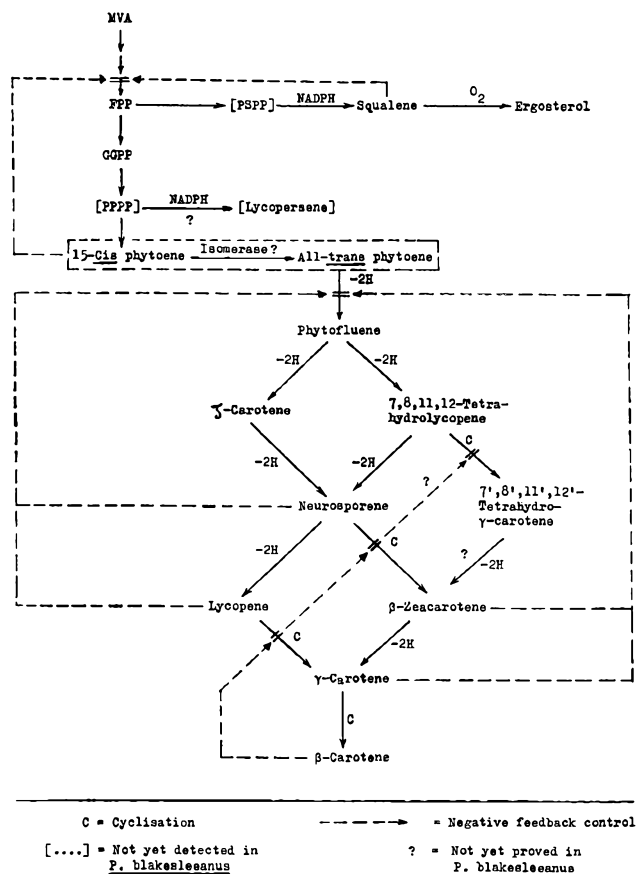 MVA
FPP [PSPP] NADPH Squalene O2 Ergosterol
GGPP
[PPPP] NADPH ? [Lycopersene]
15-Cis phytoene Isomerase? All-trans phytoene
-2H
Phytofluene
-2H -2H
ζ-Carotene 7,8,11,12-Tetra-
hydrolycopene
C
-2H -2H
? 7',8',11',12'-
Tetrahydro-
γ-carotene
Neurosporene
C
-2H ? -2H
Lycopene β-Zeacarotene
C -2H
γ-Carotene
C
β-Carotene
C = Cyclisation = Negative feedback control
[....] = Not yet detected in
P. blakesleeanus
? = Not yet proved in
P. blakesleeanus